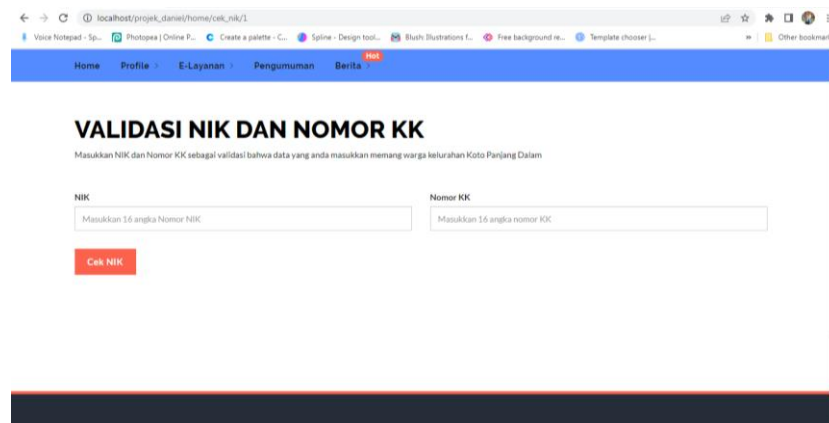 localhost/projek_daniel/home/cek_nik/1
Voice Notepad - Sp... Photopea | Online P... Create a palette - C... Spline - Design tool... Blush: Illustrations f... Free background re... Template chooser |... » Other bookmar
Hot
Home Profile > E-Layanan > Pengumuman Berita >
VALIDASI NIK DAN NOMOR KK
Masukkan NIK dan Nomor KK sebagai validasi bahwa data yang anda masukkan memang warga kelurahan Koto Panjang Dalam
NIK Nomor KK
Masukkan 16 angka Nomor NIK Masukkan 16 angka nomor KK
Cek NIK